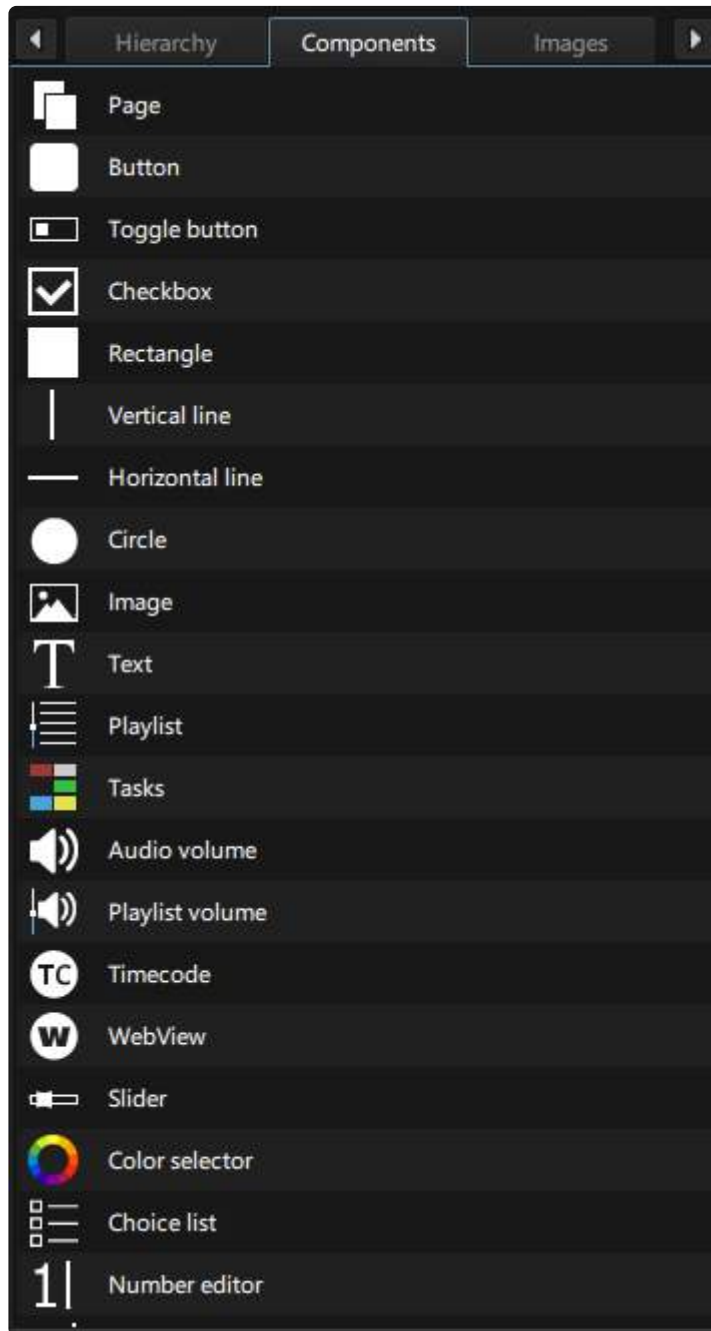 Hierarchy Components Images
Page
Button
Toggle button
Checkbox
Rectangle
Vertical line
Horizontal line
Circle
Image
T Text
Playlist
Tasks
Audio volume
Playlist volume
TC Timecode
W WebView
Slider
Color selector
Choice list
1 Number editor